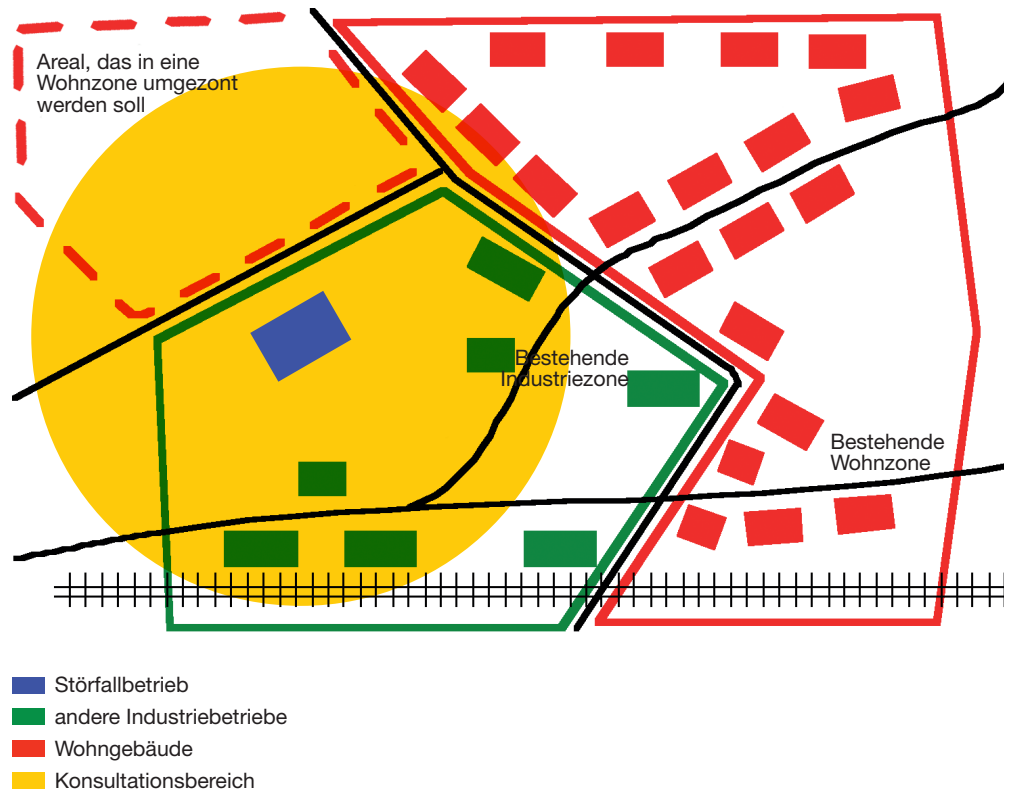 Areal, das in eine
Wohnzone umgezont
werden soll
Bestehende
Industriezone
Bestehende
Wohnzone
Störfallbetrieb
andere Industriebetriebe
Wohngebäude
Konsultationsbereich